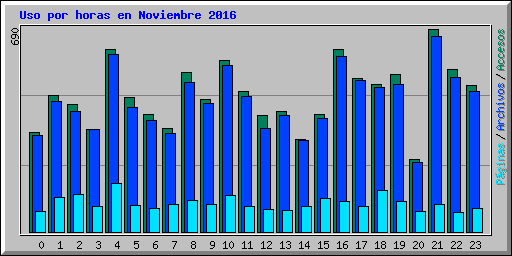 Uso por horas en Noviembre 2016
690
Páginas / Archivos / Accesos
0 1 2 3 4 5 6 7 8 9 10 11 12 13 14 15 16 17 18 19 20 21 22 23